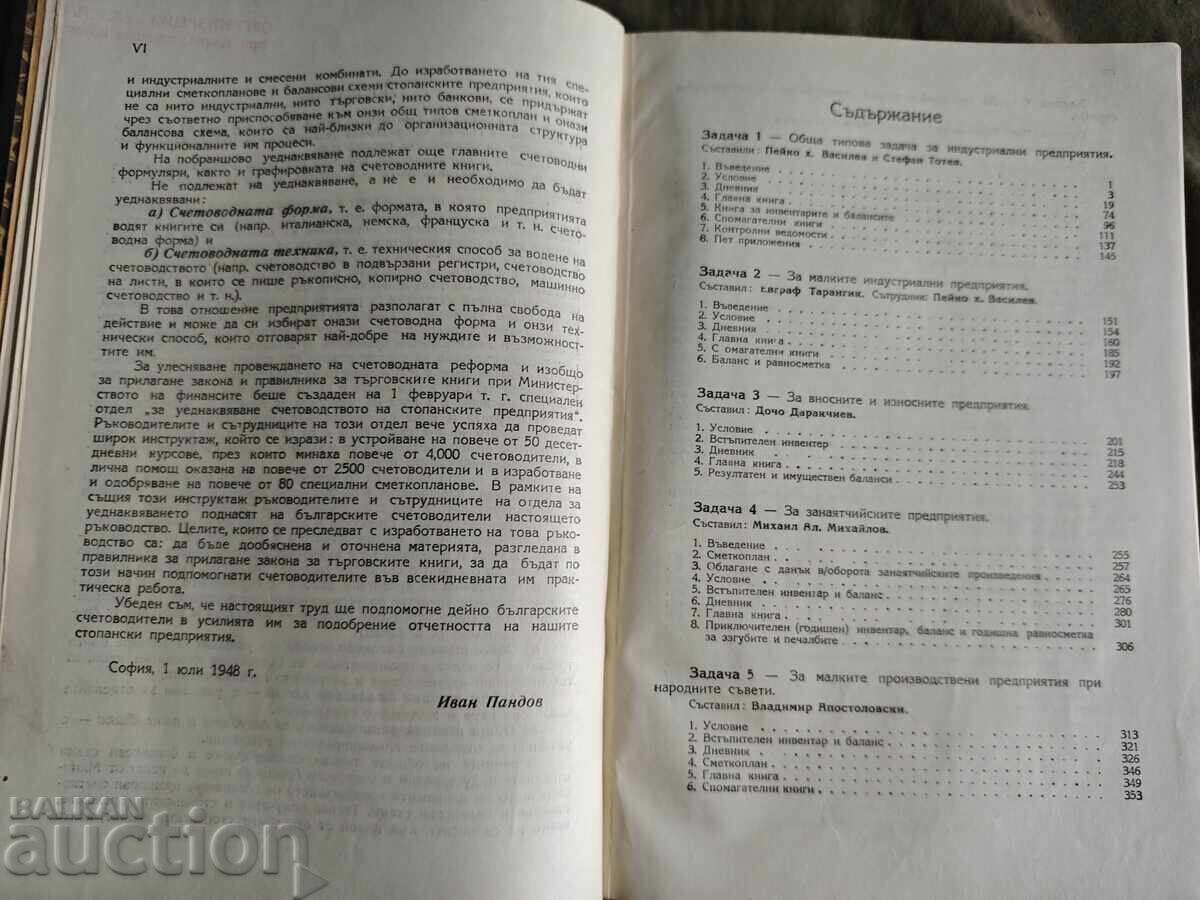 VI
и индустриалните и смесени комбинати. До изработването на тия спе-
циални сметкопланове и балансови схеми стопанските предприятия, които
не са нито индустриални, нито търговски, нито банкови, се придържат
чрез съответно приспособяване към онзи общ типов сметкоплан и онази
балансова схема, които са най-близки до организационната структура
и функционалните им процеси.
На побраншово уеднаквяване подлежат още главните счетоводни
формуляри, както и графировката на счетоводните книги.
Не подлежат на уеднаквяване, а не е и необходимо да бъдат
уеднаквявани:
а) Счетоводната форма, т. е. формата, в която предприятията
водят книгите си (напр. италианска, немска, француска и т. н. счето-
водна форма) и
б) Счетоводната техника, т. е. техническия способ за водене на
счетоводството (напр. счетоводство в подвързани регистри, счетоводство
на листи, в които се пише ръкописно, копирно счетоводство, машинно
счетоводство и т. н.).
В това отношение предприятията разполагат с пълна свобода на
действие и може да си избират онази счетоводна форма и онзи тех-
нически способ, които отговарят най-добре на нуждите и възможнос-
тите им.
За улесняване провеждането на счетоводната реформа и изобщо
за прилагане закона и правилника за търговските книги при Министер-
ството на финансите беше създаден на 1 февруари т. г. специален
отдел „за уеднаквяване счетоводството на стопанските предприятия“.
Ръководителите и сътрудниците на този отдел вече успяха да проведат
широк инструктаж, който се изрази: в устройване на повече от 50 десет-
дневни курсове, през които минаха повече от 4,000 счетоводители, в
лична помощ оказана на повече от 2500 счетоводители и в изработване
и одобряване на повече от 80 специални сметкопланове. В рамките на
същия този инструктаж ръководителите и сътрудниците на отдела за
уеднаквяването поднасят на българските счетоводители настоящето
ръководство. Целите, които се преследват с изработването на това ръко-
водство са: да бъде дообяснена и оточнена материята, разгледана в
правилника за прилагане закона за търговските книги, за да бъдат по
този начин подпомогнати счетоводителите във всекидневната им прак-
тическа работа.
Убеден съм, че настоящият труд ще подпомогне дейно българските
счетоводители в усилията им за подобрение отчетността на нашите
стопански предприятия.
София, 1 юли 1948 г.
Иван Пандов
Съдържание
Задача 1 — Обща типова задача за индустриални предприятия.
Съставили: Пейко х. Василев и Стефан Тотев.
1. Въведение 1
2. Условие 3
3. Дневник 19
4. Главна книга 74
5. Книга за инвентарите и балансите 96
6. Спомагателни книги 111
7. Контролни ведомости 137
8. Пет приложения 145
Задача 2 — За малките индустриални предприятия.
Съставил: Евграф Тарангин. Сътрудник: Пейко х. Василев.
1. Въведение 151
2. Условие 154
3. Дневник 160
4. Главна книга 185
5. С омагателни книги 192
6. Баланс и равносметка 197
Задача 3 — За вносните и износните предприятия.
Съставил: Дочо Даракчиев.
1. Условие 201
2. Встъпителен инвентер 215
3. Дневник 218
4. Главна книга 244
5. Резултатен и имуществен баланси 253
Задача 4 — За занаятчийските предприятия.
Съставил: Михаил Ал. Михайлов.
1. Въведение 255
2. Сметкоплан 257
3. Облагане с данък в/оборота занаятчийските произведения 264
4. Условие 265
5. Встъпителен инвентар и баланс 276
6. Дневник 280
7. Главна книга 301
8. Приключителен (годишен) инвентар, баланс и годишна равносметка
за загубите и печалбите 306
Задача 5 — За малките производствени предприятия при
народните съвети.
Съставил: Владимир Апостоловски.
1. Условие 313
2. Встъпителен инвентар и баланс 321
3. Дневник 326
4. Сметкоплан 346
5. Главна книга 349
6. Спомагателни книги 353
BALKAN
auction